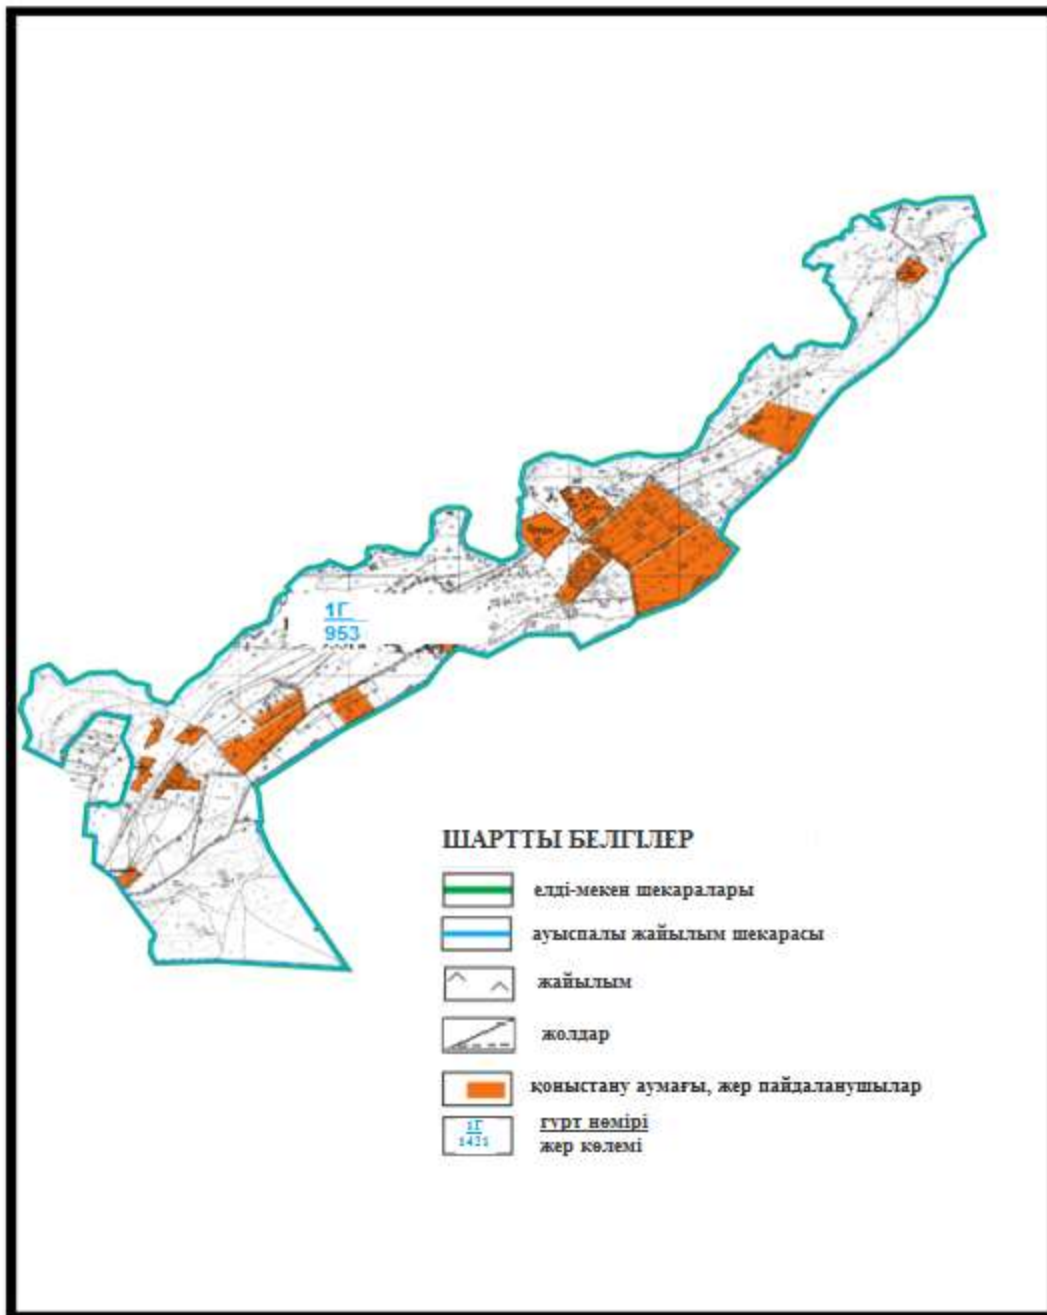 1Г
953
ШАРТТЫ БЕЛГІЛЕР
елді-мекен шекаралары
ауыспалы жайылым шекарасы
жайылым
жолдар
қоныстану аумағы, жер пайдаланушылар
1Г
1421
гурт нөмірі
жер көлемі